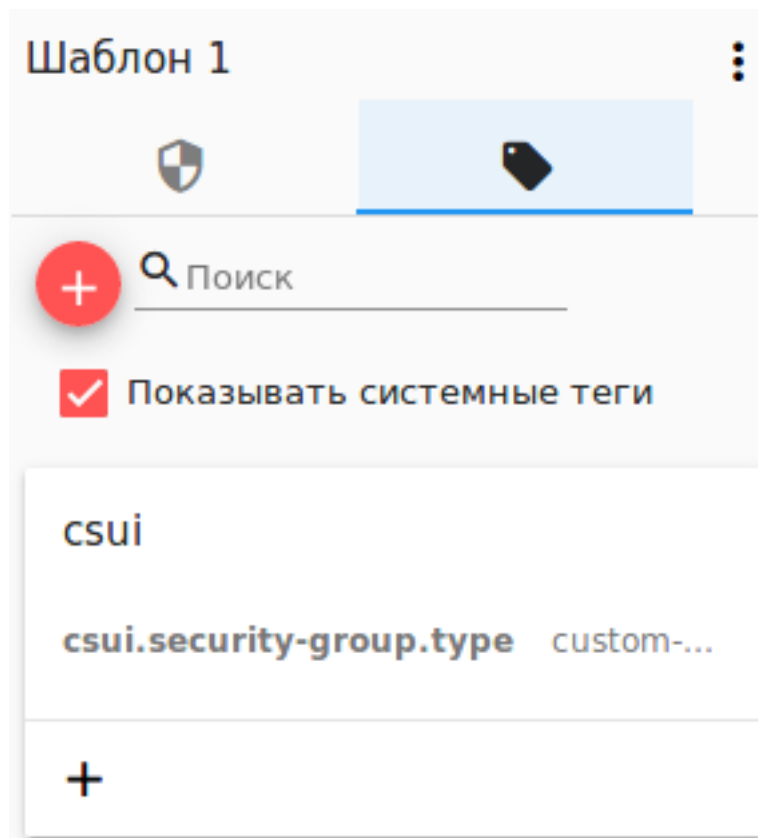 Шаблон 1
Поиск
Показывать системные теги
csui
csui.security-group.type custom-...